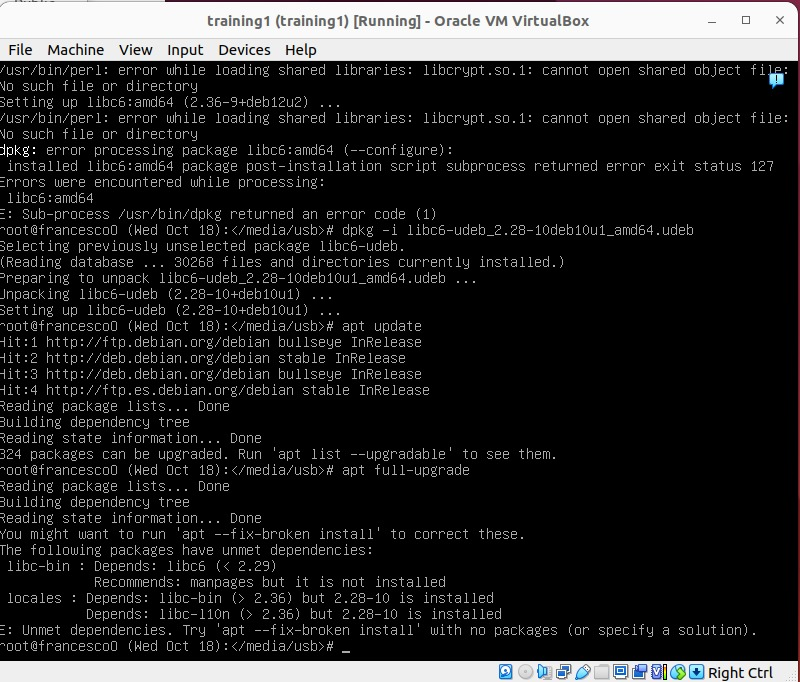 training1 (training1) [Running] - Oracle VM VirtualBox
File Machine View Input Devices Help
/usr/bin/perl: error while loading shared libraries: libcrypt.so.1: cannot open shared object file:
No such file or directory
Setting up libc6:amd64 (2.36-9+deb12u2) ...
/usr/bin/perl: error while loading shared libraries: libcrypt.so.1: cannot open shared object file:
No such file or directory
dpkg: error processing package libc6:amd64 (--configure):
 installed libc6:amd64 package post-installation script subprocess returned error exit status 127
Errors were encountered while processing:
 libc6:amd64
E: Sub-process /usr/bin/dpkg returned an error code (1)
root@francesco0 (Wed Oct 18):</media/usb># dpkg -i libc6-udeb_2.28-10deb10u1_amd64.udeb
Selecting previously unselected package libc6-udeb.
(Reading database ... 30268 files and directories currently installed.)
Preparing to unpack libc6-udeb_2.28-10deb10u1_amd64.udeb ...
Unpacking libc6-udeb (2.28-10+deb10u1) ...
Setting up libc6-udeb (2.28-10+deb10u1) ...
root@francesco0 (Wed Oct 18):</media/usb># apt update
Hit:1 http://ftp.debian.org/debian bullseye InRelease
Hit:2 http://deb.debian.org/debian stable InRelease
Hit:3 http://deb.debian.org/debian bullseye InRelease
Hit:4 http://ftp.es.debian.org/debian stable InRelease
Reading package lists... Done
Building dependency tree
Reading state information... Done
324 packages can be upgraded. Run 'apt list --upgradable' to see them.
root@francesco0 (Wed Oct 18):</media/usb># apt full-upgrade
Reading package lists... Done
Building dependency tree
Reading state information... Done
You might want to run 'apt --fix-broken install' to correct these.
The following packages have unmet dependencies:
 libc-bin : Depends: libc6 (< 2.29)
            Recommends: manpages but it is not installed
 locales : Depends: libc-bin (> 2.36) but 2.28-10 is installed
           Depends: libc-l10n (> 2.36) but 2.28-10 is installed
E: Unmet dependencies. Try 'apt --fix-broken install' with no packages (or specify a solution).
root@francesco0 (Wed Oct 18):</media/usb># _
Right Ctrl